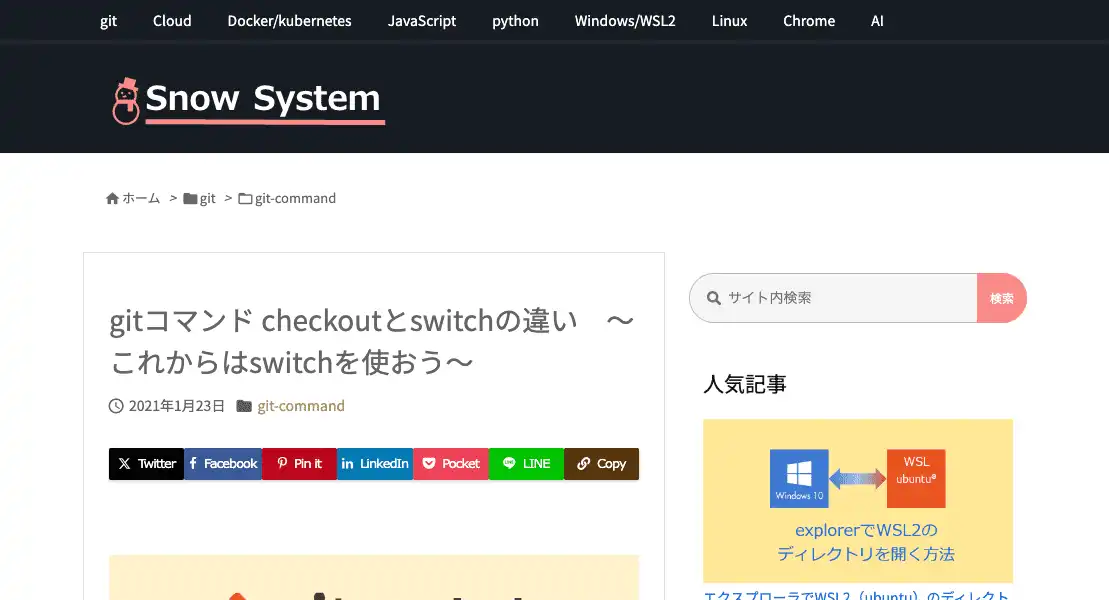 git Cloud Docker/kubernetes JavaScript python Windows/WSL2 Linux Chrome AI
Snow System
ホーム > git > git-command
gitコマンド checkoutとswitchの違い　〜
これからはswitchを使おう〜
2021年1月23日 git-command
Twitter Facebook Pin it LinkedIn Pocket LINE Copy
サイト内検索 検索
人気記事
Windows 10
WSL
ubuntu®
explorerでWSL2の
ディレクトリを開く方法
エクスプローラでWSL2（ubuntu）のディレクト